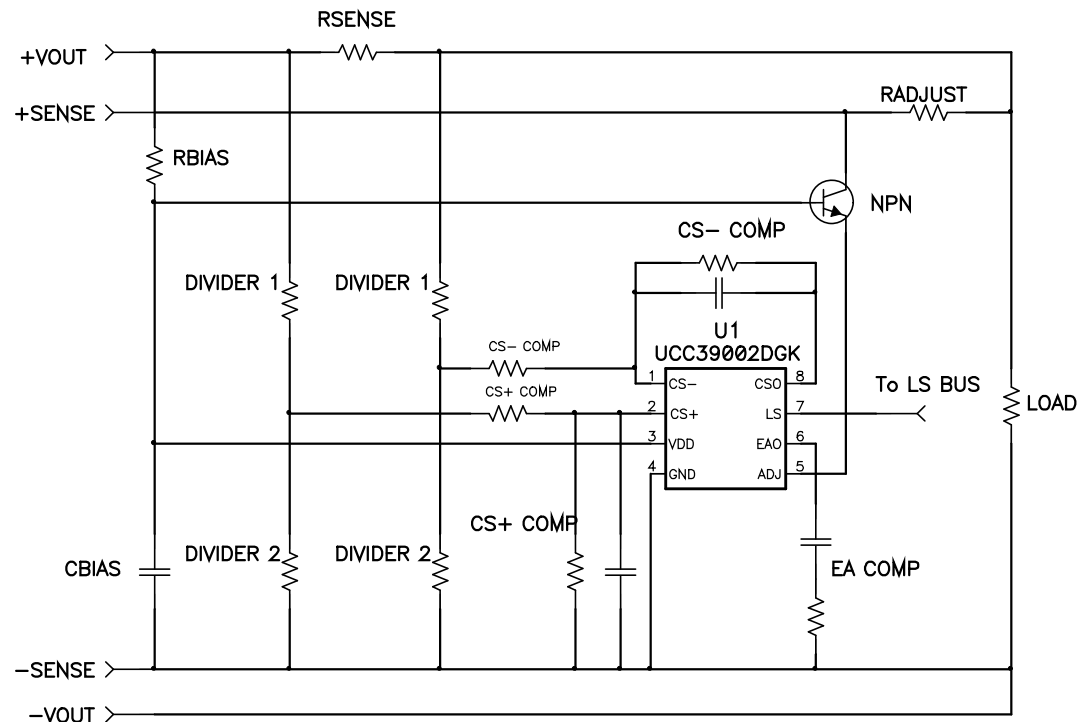 RSENSE
+VOUT
+SENSE
RADJUST
RBIAS
NPN
CS- COMP
DIVIDER 1
DIVIDER 1
U1
UCC39002DGK
CS- COMP
CS+ COMP
1 CS- CSO 8
2 CS+ LS 7
3 VDD EAO 6
4 GND ADJ 5
To LS BUS
LOAD
CS+ COMP
DIVIDER 2
DIVIDER 2
CBIAS
EA COMP
-SENSE
-VOUT